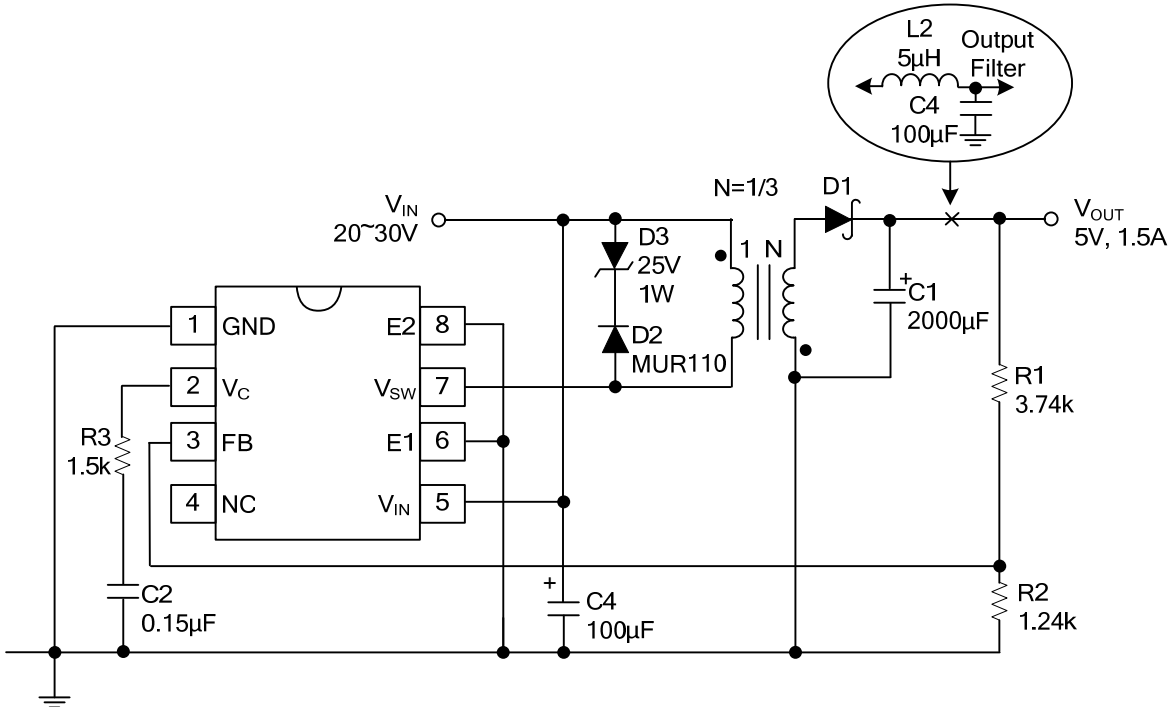 L2
5µH
Output
Filter
C4
100µF
N=1/3
D1
VIN
20~30V
VOUT
5V, 1.5A
D3
25V
1W
1 N
C1
2000µF
+
D2
MUR110
1 GND
E2 8
2 VC
VSW 7
3 FB
E1 6
4 NC
VIN 5
R3
1.5k
R1
3.74k
C2
0.15µF
+
C4
100µF
R2
1.24k